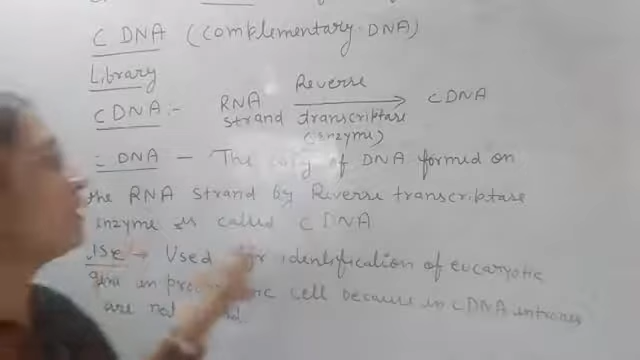 C DNA (Complementary DNA)
Library
CDNA:- RNA strand Reverse transcriptase (enzyme) CDNA
DNA - The copy of DNA formed on
the RNA strand by Reverse transcriptase
enzyme is called C DNA
Use → Used for identification of eucaryotic
in cell because in CDNA introns
are not